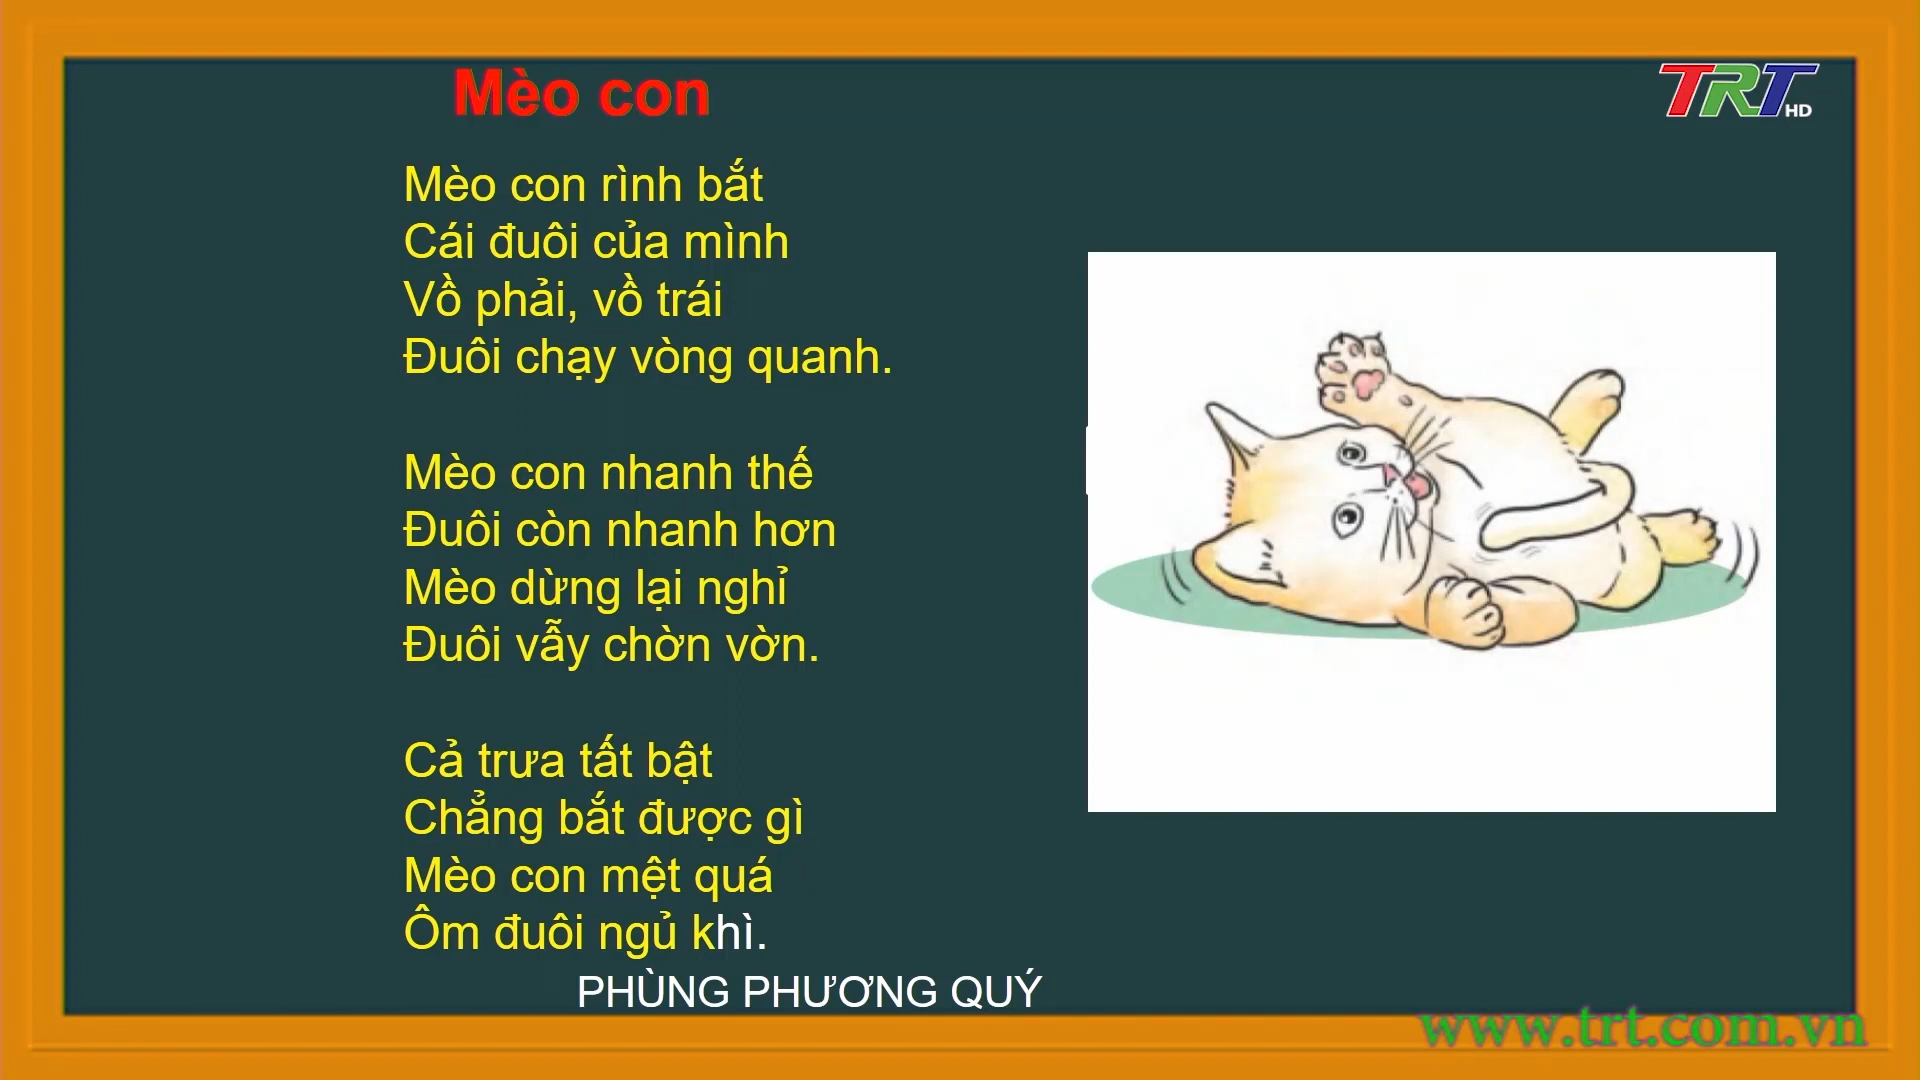 Mèo con
TRT HD
Mèo con rình bắt
Cái đuôi của mình
Vồ phải, vồ trái
Đuôi chạy vòng quanh.
Mèo con nhanh thế
Đuôi còn nhanh hơn
Mèo dừng lại nghỉ
Đuôi vẫy chờn vờn.
Cả trưa tất bật
Chẳng bắt được gì
Mèo con mệt quá
Ôm đuôi ngủ khì.
PHÙNG PHƯƠNG QUÝ
www.trt.com.vn